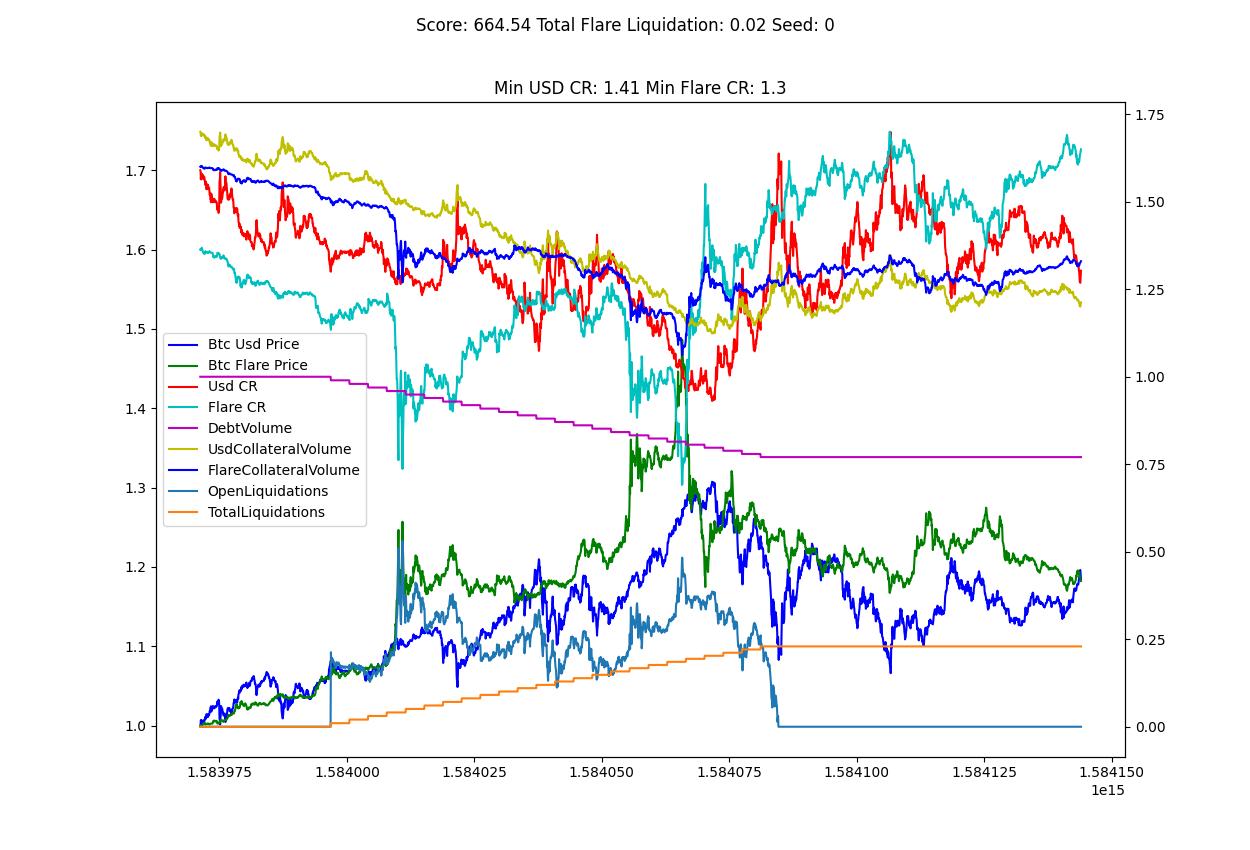 Score: 664.54 Total Flare Liquidation: 0.02 Seed: 0
Min USD CR: 1.41 Min Flare CR: 1.3
1.7
1.6
1.5
1.4
1.3
1.2
1.1
1.0
1.75
1.50
1.25
1.00
0.75
0.50
0.25
0.00
Btc Usd Price
Btc Flare Price
Usd CR
Flare CR
DebtVolume
UsdCollateralVolume
FlareCollateralVolume
OpenLiquidations
TotalLiquidations
1.583975 1.584000 1.584025 1.584050 1.584075 1.584100 1.584125 1.584150
1e15